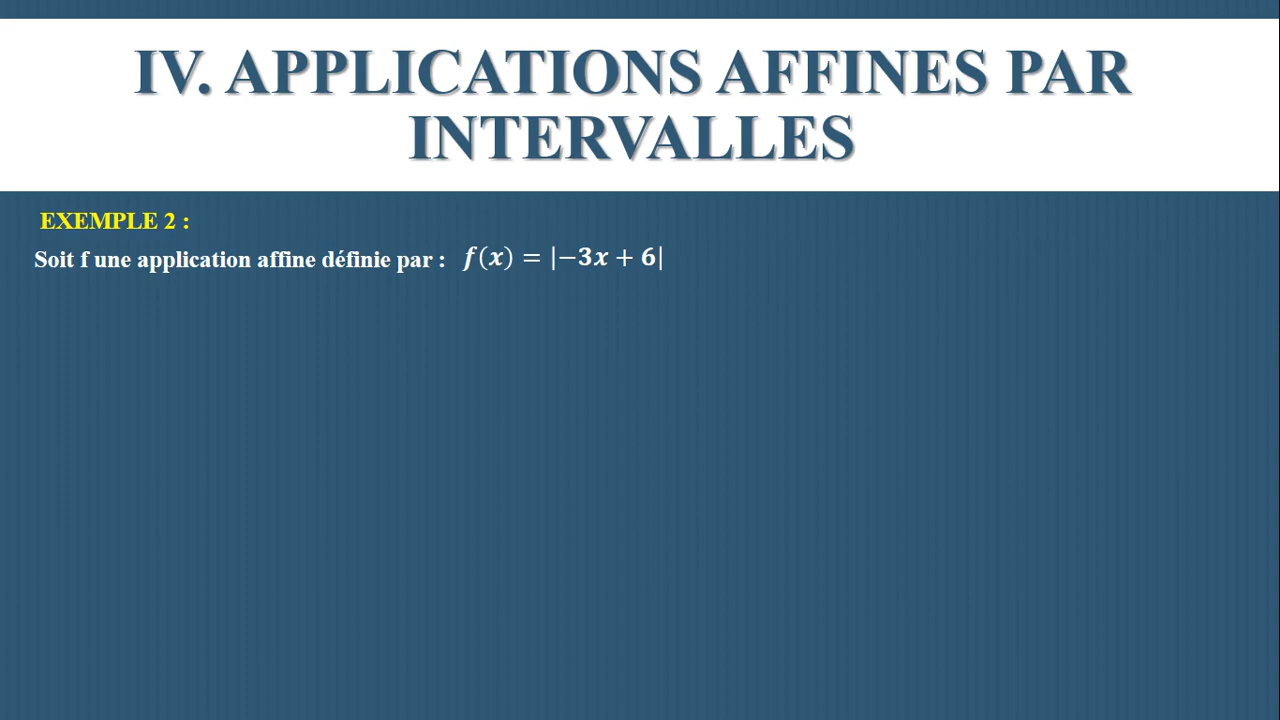 IV. APPLICATIONS AFFINES PAR
INTERVALLES
EXEMPLE 2 :
Soit f une application affine définie par : f(x) = |−3x + 6|